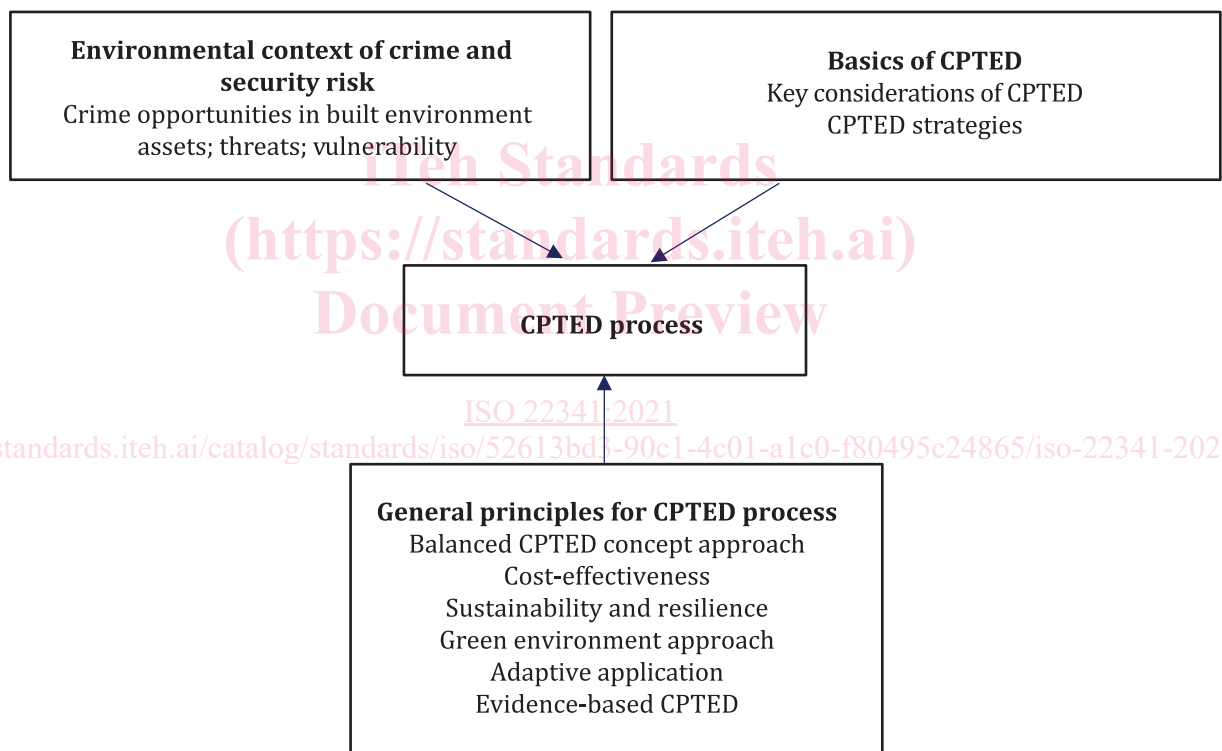 Environmental context of crime and
security risk
Crime opportunities in built environment
assets; threats; vulnerability
Basics of CPTED
Key considerations of CPTED
CPTED strategies
iTeh Standards
(https://standards.iteh.ai)
Document Preview
CPTED process
ISO 22341:2021
standards.iteh.ai/catalog/standards/iso/52613bd3-90c1-4c01-a1c0-f80495c24865/iso-22341-202
General principles for CPTED process
Balanced CPTED concept approach
Cost-effectiveness
Sustainability and resilience
Green environment approach
Adaptive application
Evidence-based CPTED